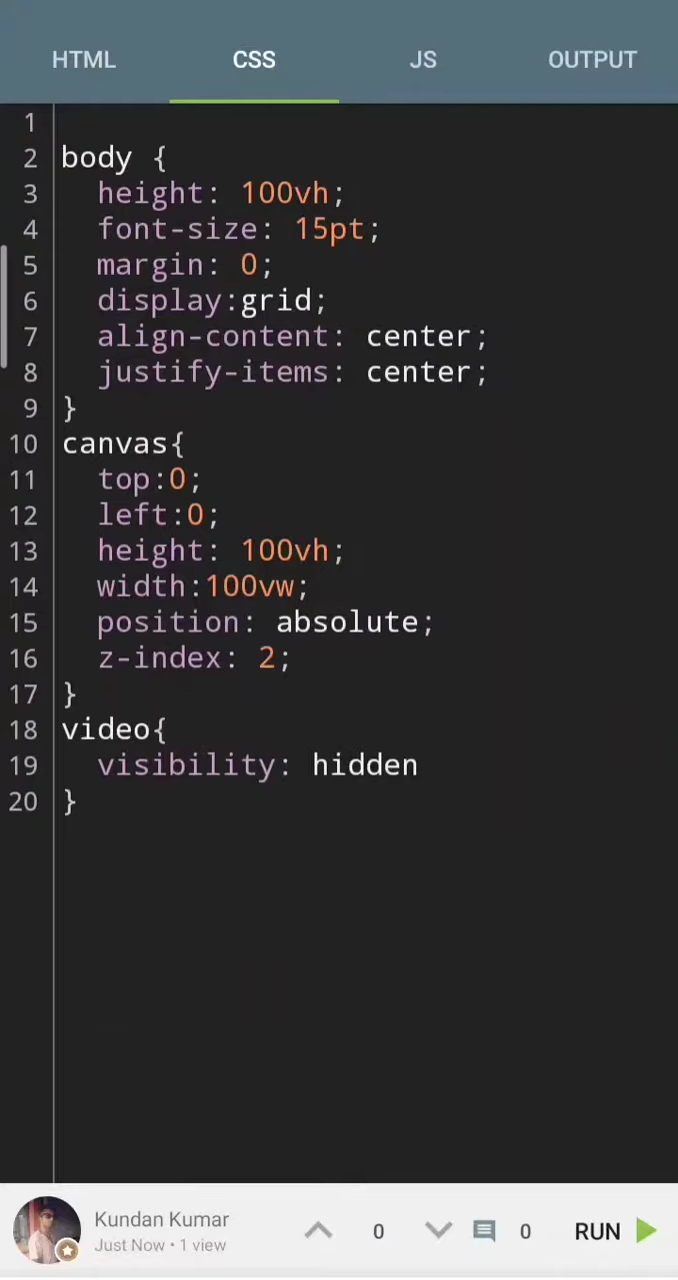 HTML CSS JS OUTPUT
1
2 body {
3 height: 100vh;
4 font-size: 15pt;
5 margin: 0;
6 display:grid;
7 align-content: center;
8 justify-items: center;
9 }
10 canvas{
11 top:0;
12 left:0;
13 height: 100vh;
14 width:100vw;
15 position: absolute;
16 z-index: 2;
17 }
18 video{
19 visibility: hidden
20 }
Kundan Kumar
Just Now • 1 view
0 0 RUN